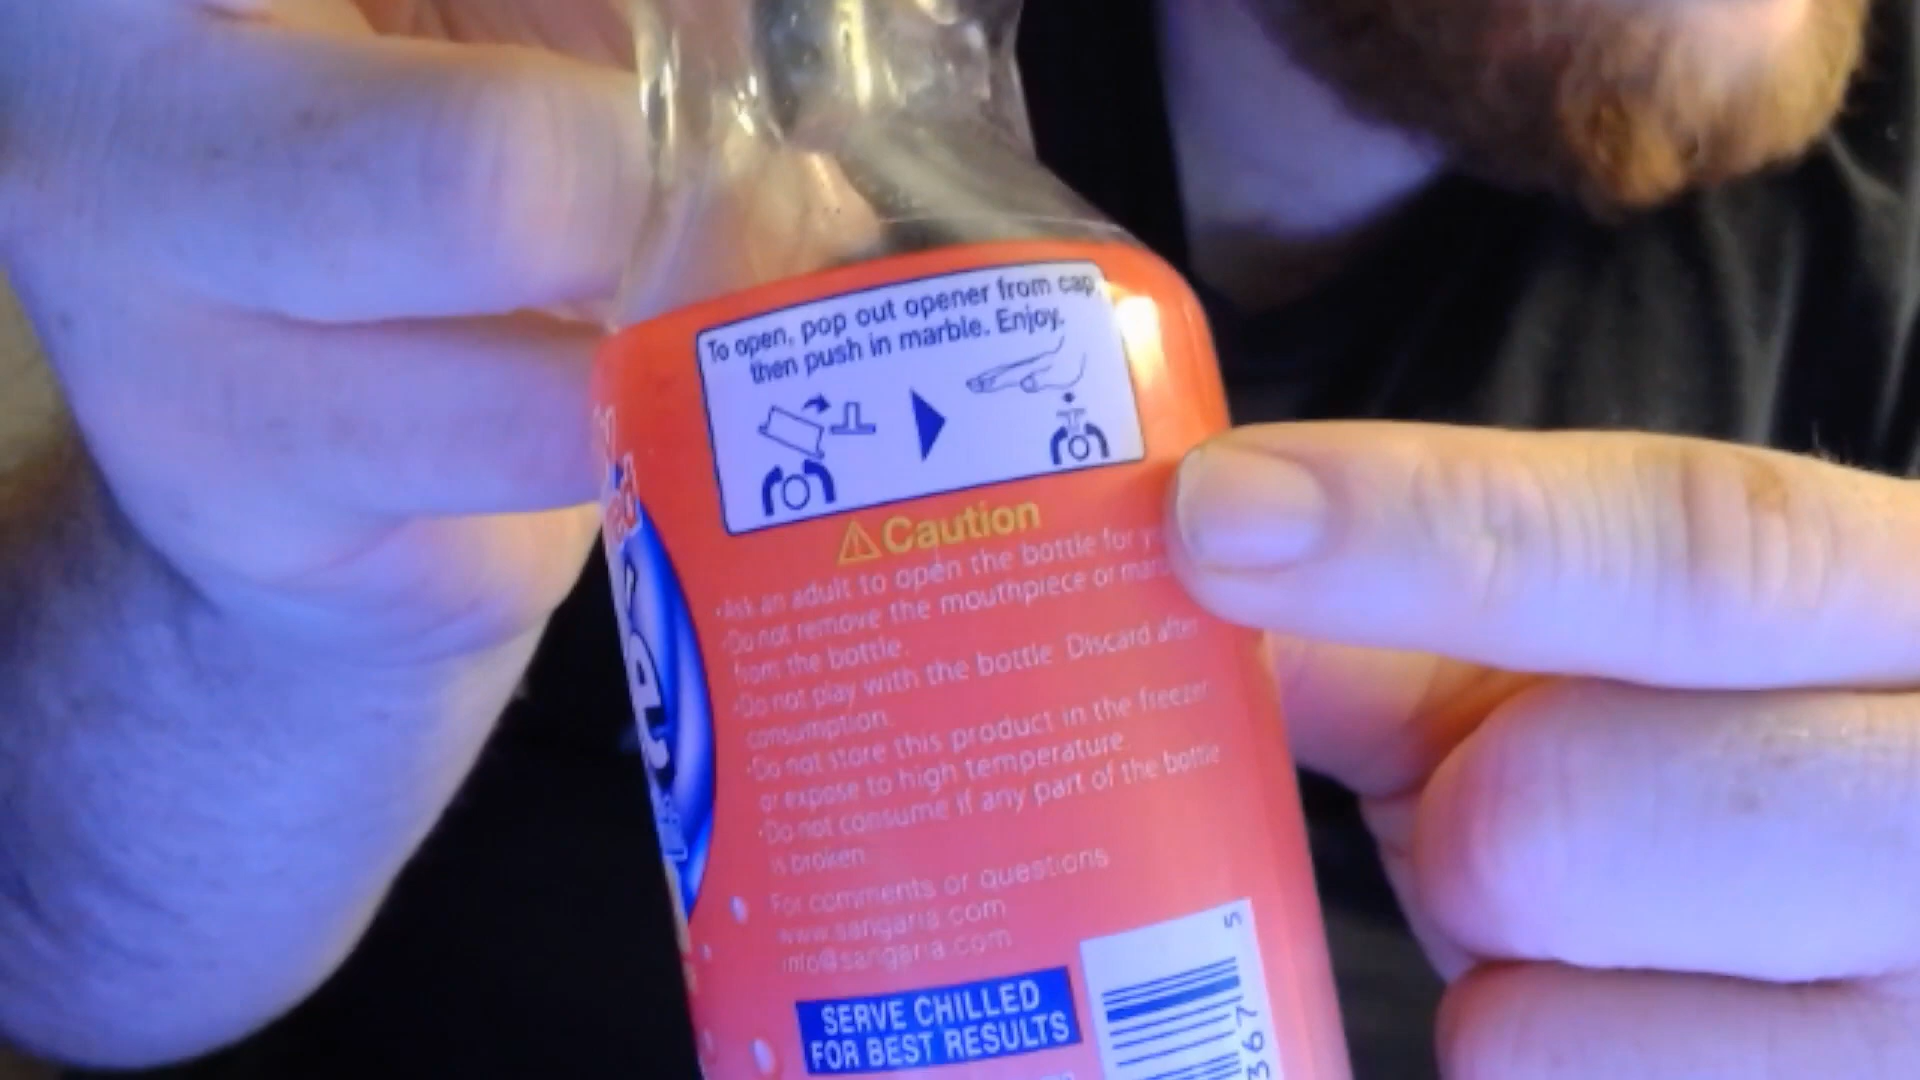 To open, pop out opener from cap,
then push in marble. Enjoy.
Caution
•Ask an adult to open the bottle for
•Do not remove the mouthpiece or
from the bottle.
•Do not play with the bottle. Discard after
consumption.
•Do not store this product in the freezer
or expose to high temperature.
•Do not consume if any part of the bottle
is broken.
For comments or questions
www.sangaria.com
info@sangaria.com
SERVE CHILLED
FOR BEST RESULTS
367
5